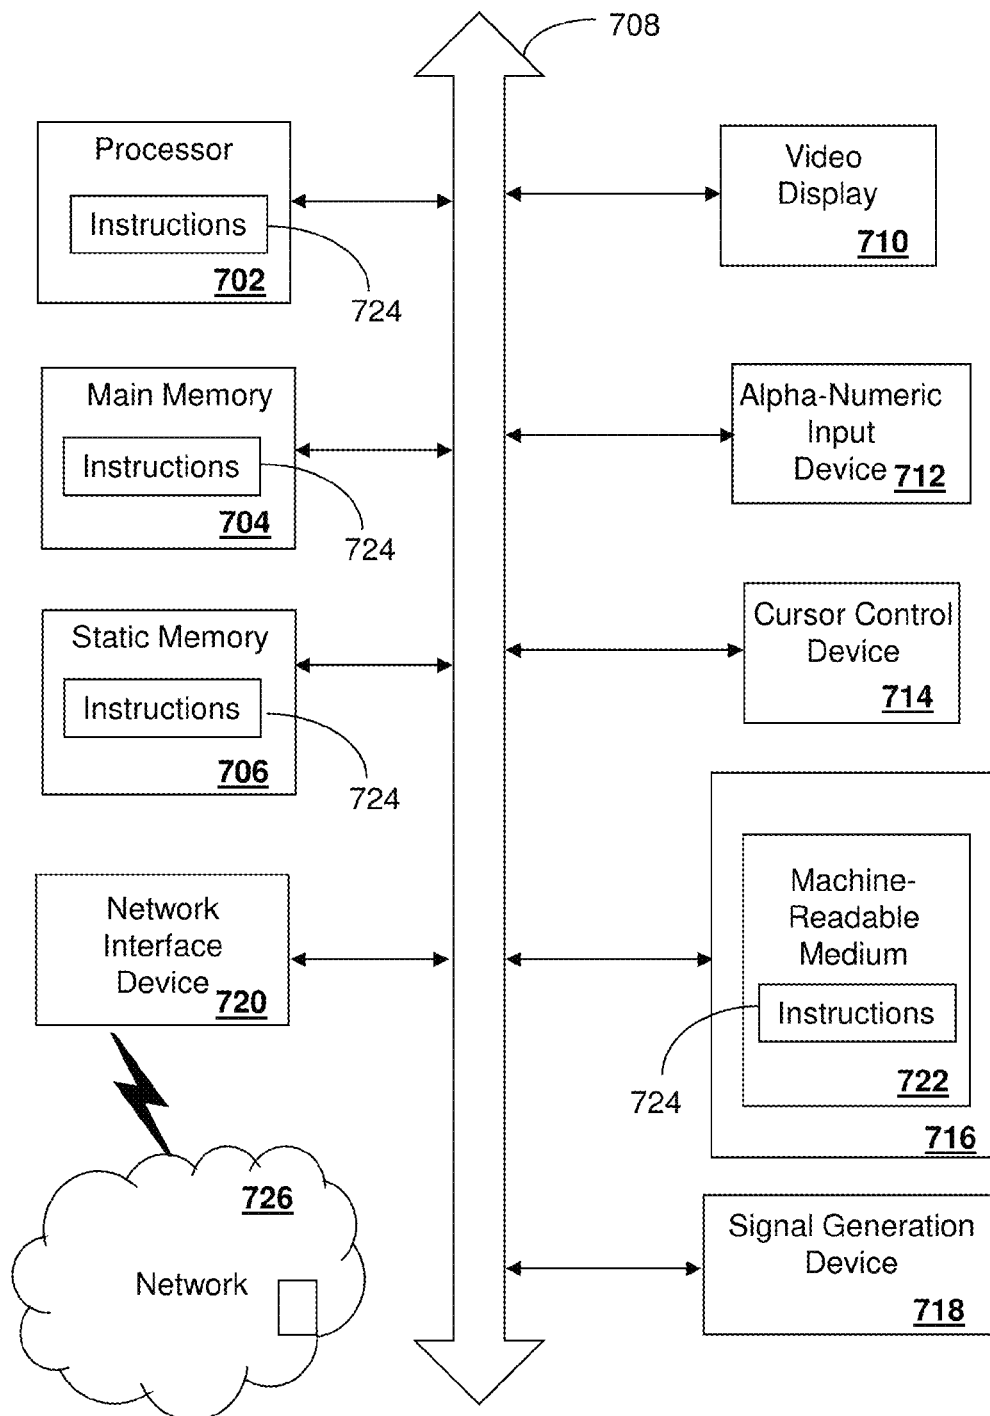 708
Processor
Instructions
702
724
Video
Display
710
Main Memory
Instructions
704
724
Alpha-Numeric
Input
Device 712
Static Memory
Instructions
706
724
Cursor Control
Device
714
Network
Interface
Device
720
Machine-
Readable
Medium
Instructions
722
724
716
726
Network
Signal Generation
Device
718